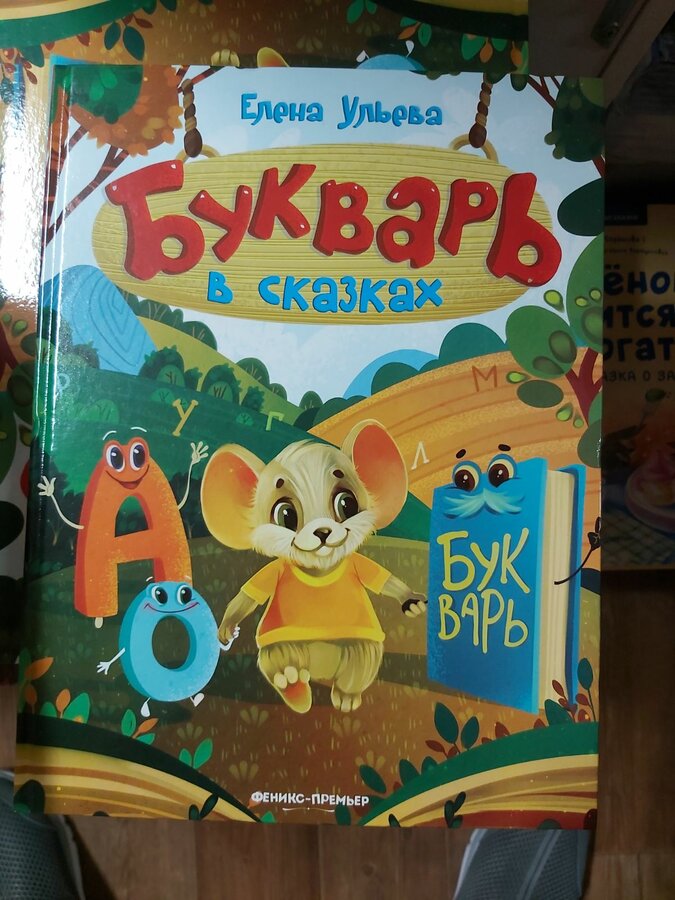 Елена Ульева
Букварь
в сказках
Р
У
Г
Л
М
А
О
БУК
ВАРЬ
ФЕНИКС-ПРЕМЬЕР